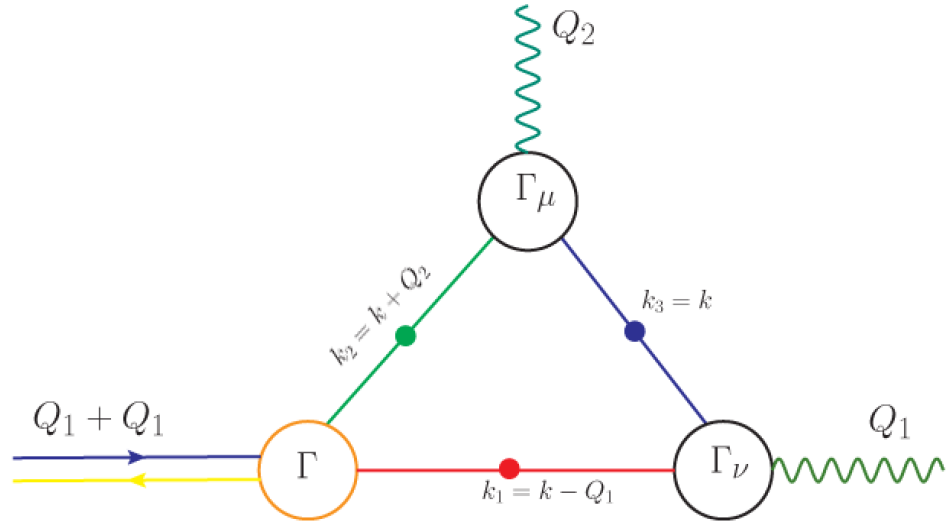 Q₂
Γμ
k₂ = k + Q₂
k₃ = k
Q₁ + Q₁
Q₁
Γ
Γν
k₁ = k − Q₁